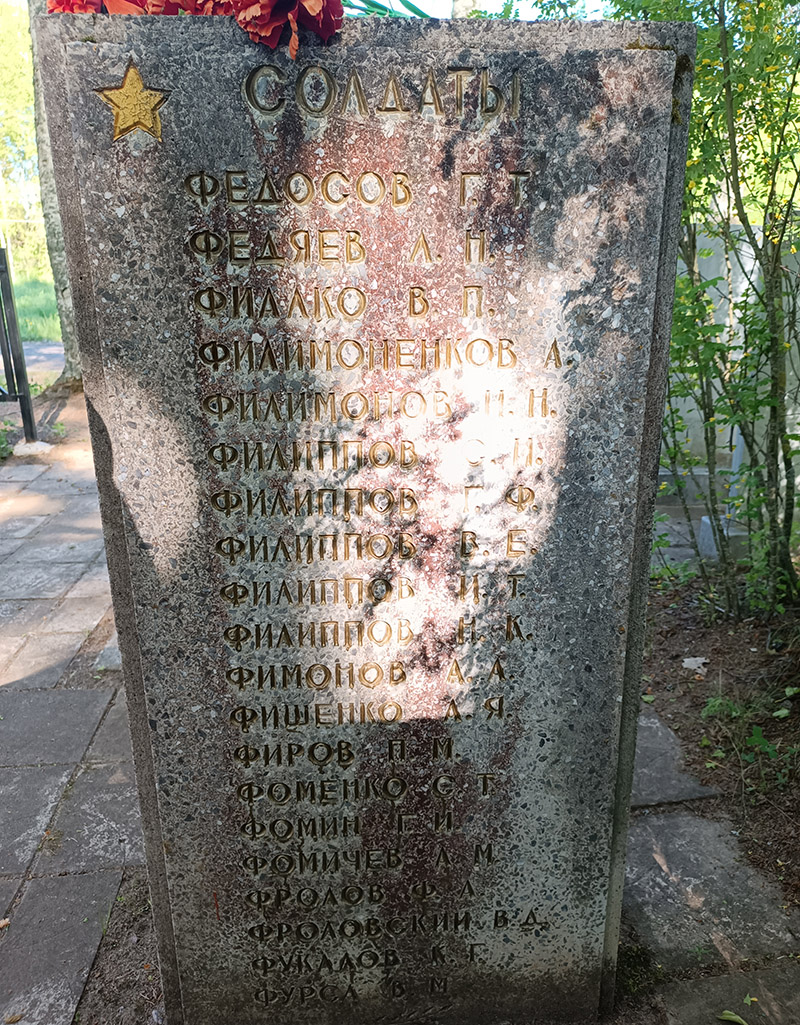 СОЛДАТЫ
ФЕДОСОВ Г. Т.
ФЕДЯЕВ Л. Н.
ФИАЛКО В. П.
ФИЛИМОНЕНКОВ А.
ФИЛИМОНОВ Н. Н.
ФИЛИППОВ С. И.
ФИЛИППОВ Г. Ф.
ФИЛИППОВ В. Е.
ФИЛИППОВ И. Т.
ФИЛИППОВ Н. К.
ФИМОНОВ А. А.
ФИШЕНКО А. Я.
ФИРОВ П. М.
ФОМЕНКО С. Т.
ФОМИН Г. И.
ФОМИЧЕВ Л. М.
ФРОЛОВ Ф. Л.
ФРОЛОВСКИЙ В. Д.
ФУКАЛОВ К. Г.
ФУРСА В. М.